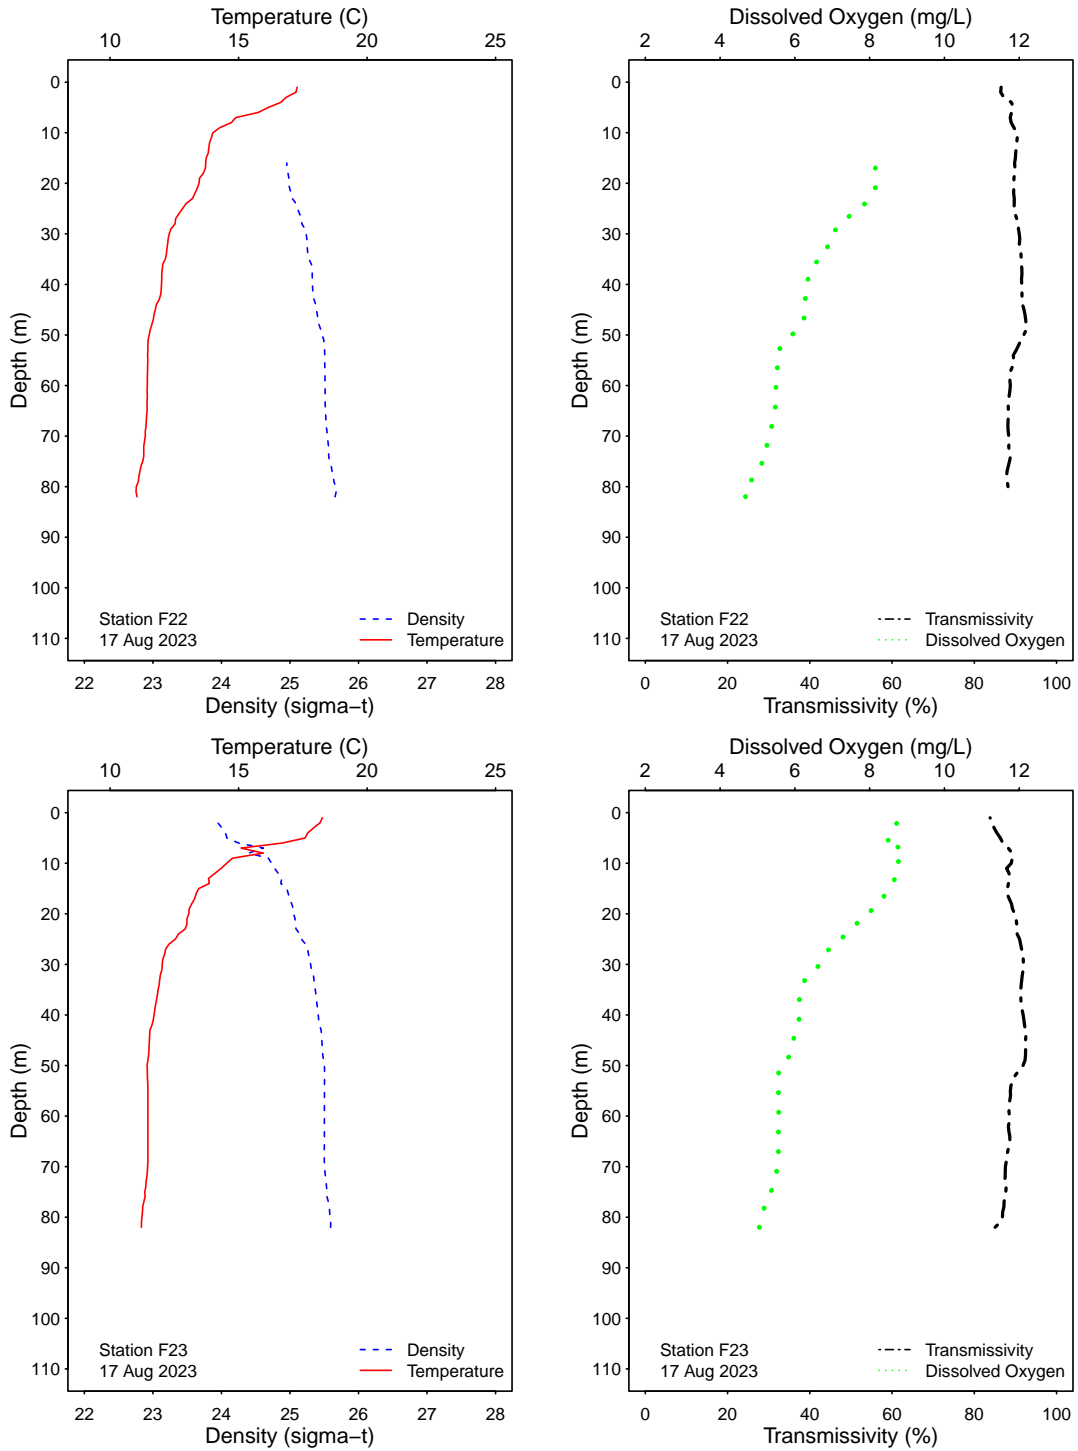 Temperature (C)
10 15 20 25
0
10
20
30
40
50
60
70
80
90
100
110
Depth (m)
Station F22
17 Aug 2023
Density
Temperature
22 23 24 25 26 27 28
Density (sigma−t)
Dissolved Oxygen (mg/L)
2 4 6 8 10 12
0
10
20
30
40
50
60
70
80
90
100
110
Depth (m)
Station F22
17 Aug 2023
Transmissivity
Dissolved Oxygen
0 20 40 60 80 100
Transmissivity (%)
Temperature (C)
10 15 20 25
0
10
20
30
40
50
60
70
80
90
100
110
Depth (m)
Station F23
17 Aug 2023
Density
Temperature
22 23 24 25 26 27 28
Density (sigma−t)
Dissolved Oxygen (mg/L)
2 4 6 8 10 12
0
10
20
30
40
50
60
70
80
90
100
110
Depth (m)
Station F23
17 Aug 2023
Transmissivity
Dissolved Oxygen
0 20 40 60 80 100
Transmissivity (%)